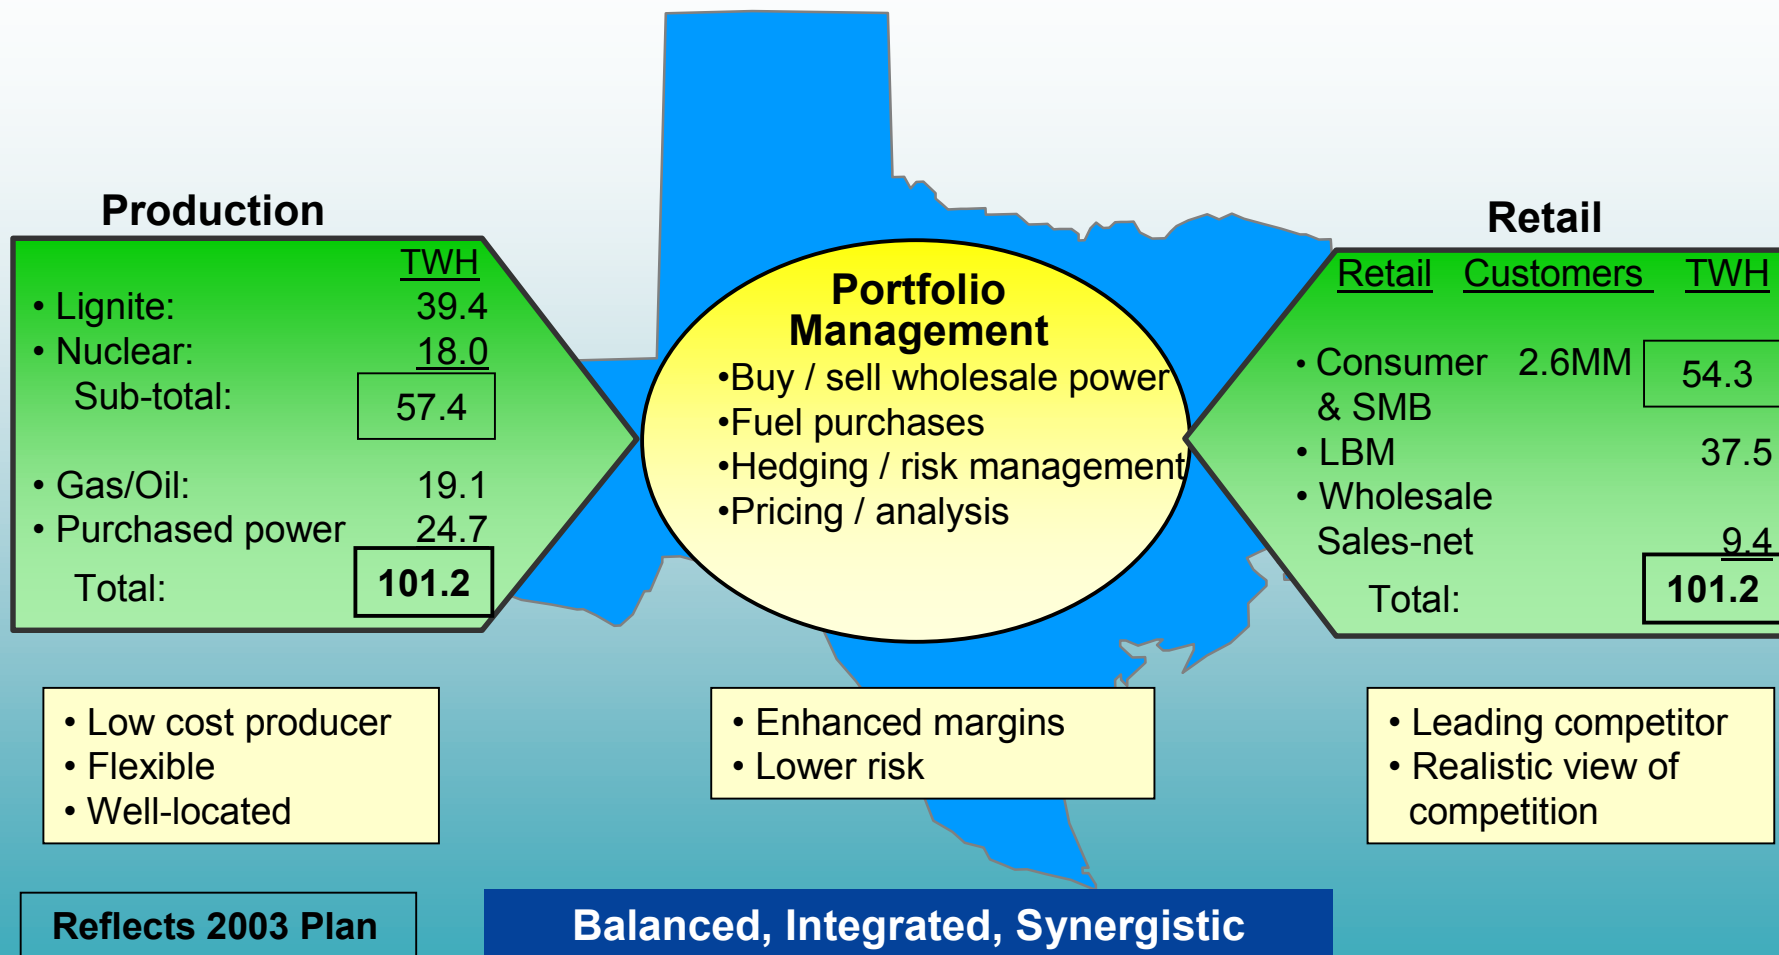 Production
TWH
• Lignite: 39.4
• Nuclear: 18.0
Sub-total: 57.4
• Gas/Oil: 19.1
• Purchased power 24.7
Total: 101.2
Portfolio
Management
•Buy / sell wholesale power
•Fuel purchases
•Hedging / risk management
•Pricing / analysis
Retail
Retail Customers TWH
• Consumer 2.6MM 54.3
& SMB
• LBM 37.5
• Wholesale
Sales-net 9.4
Total: 101.2
• Low cost producer
• Flexible
• Well-located
• Enhanced margins
• Lower risk
• Leading competitor
• Realistic view of
competition
Reflects 2003 Plan
Balanced, Integrated, Synergistic